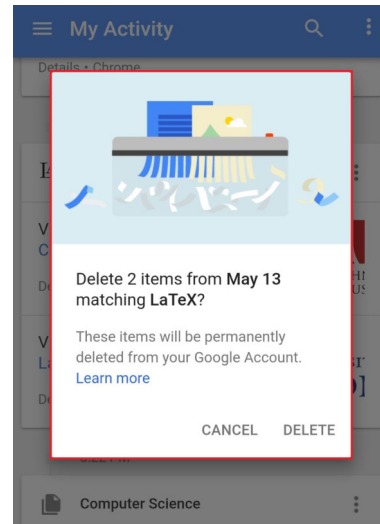 My Activity
Details • Chrome
Delete 2 items from May 13
matching LaTeX?
These items will be permanently
deleted from your Google Account.
Learn more
CANCEL DELETE
Computer Science